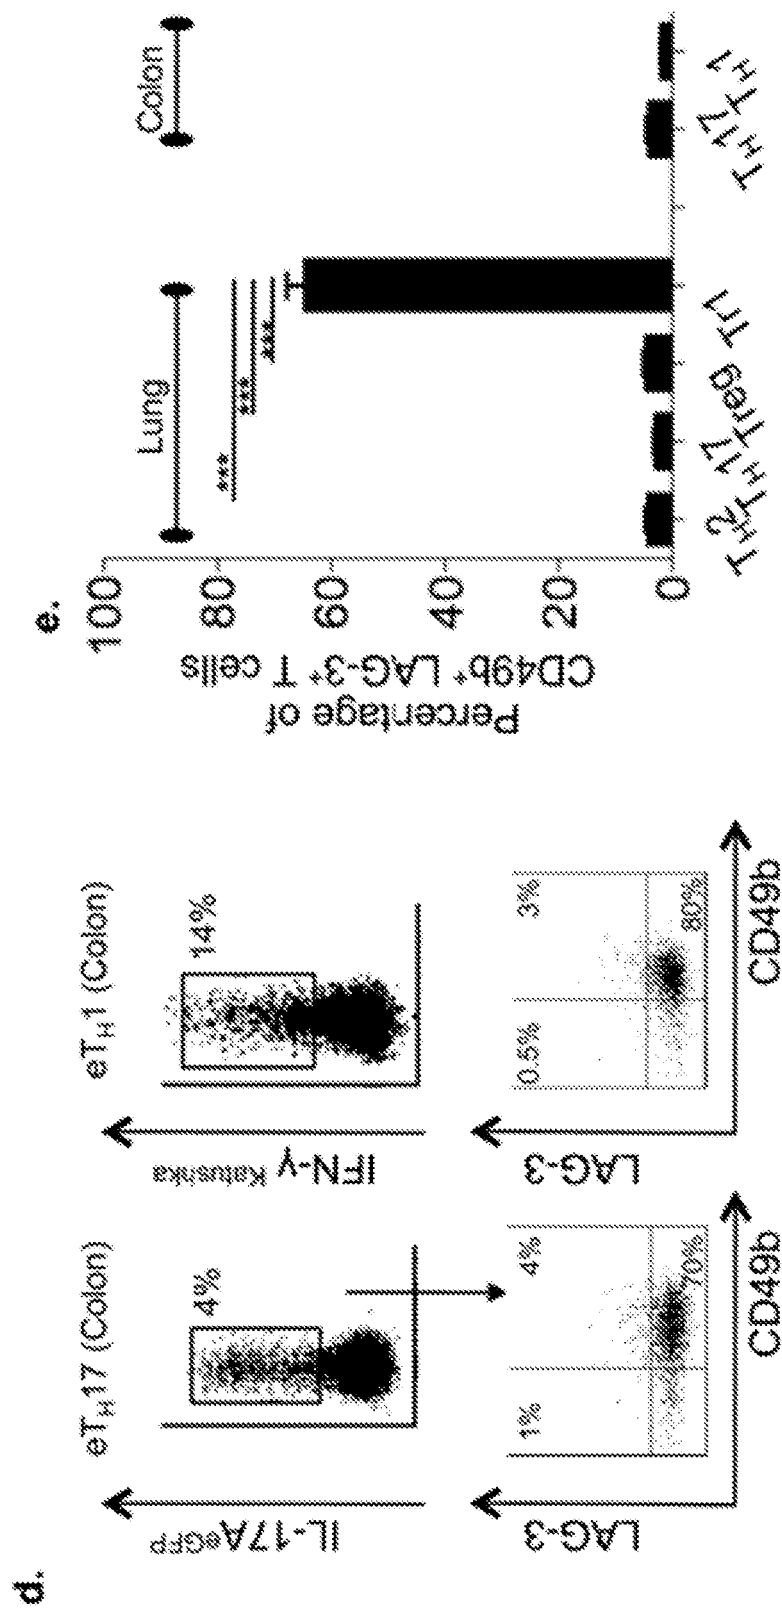 d.
eTH17 (Colon)
eTH1 (Colon)
IL-17A eGFP
4%
IFN-γ Katushka
14%
LAG-3
1%
4%
70%
CD49b
LAG-3
0.5%
3%
80%
CD49b
e.
Percentage of
CD49b+ LAG-3+ T cells
100
80
60
40
20
0
Lung
Colon
***
***
***
TH2
TH17
Treg
Tr1
TH17
TH1